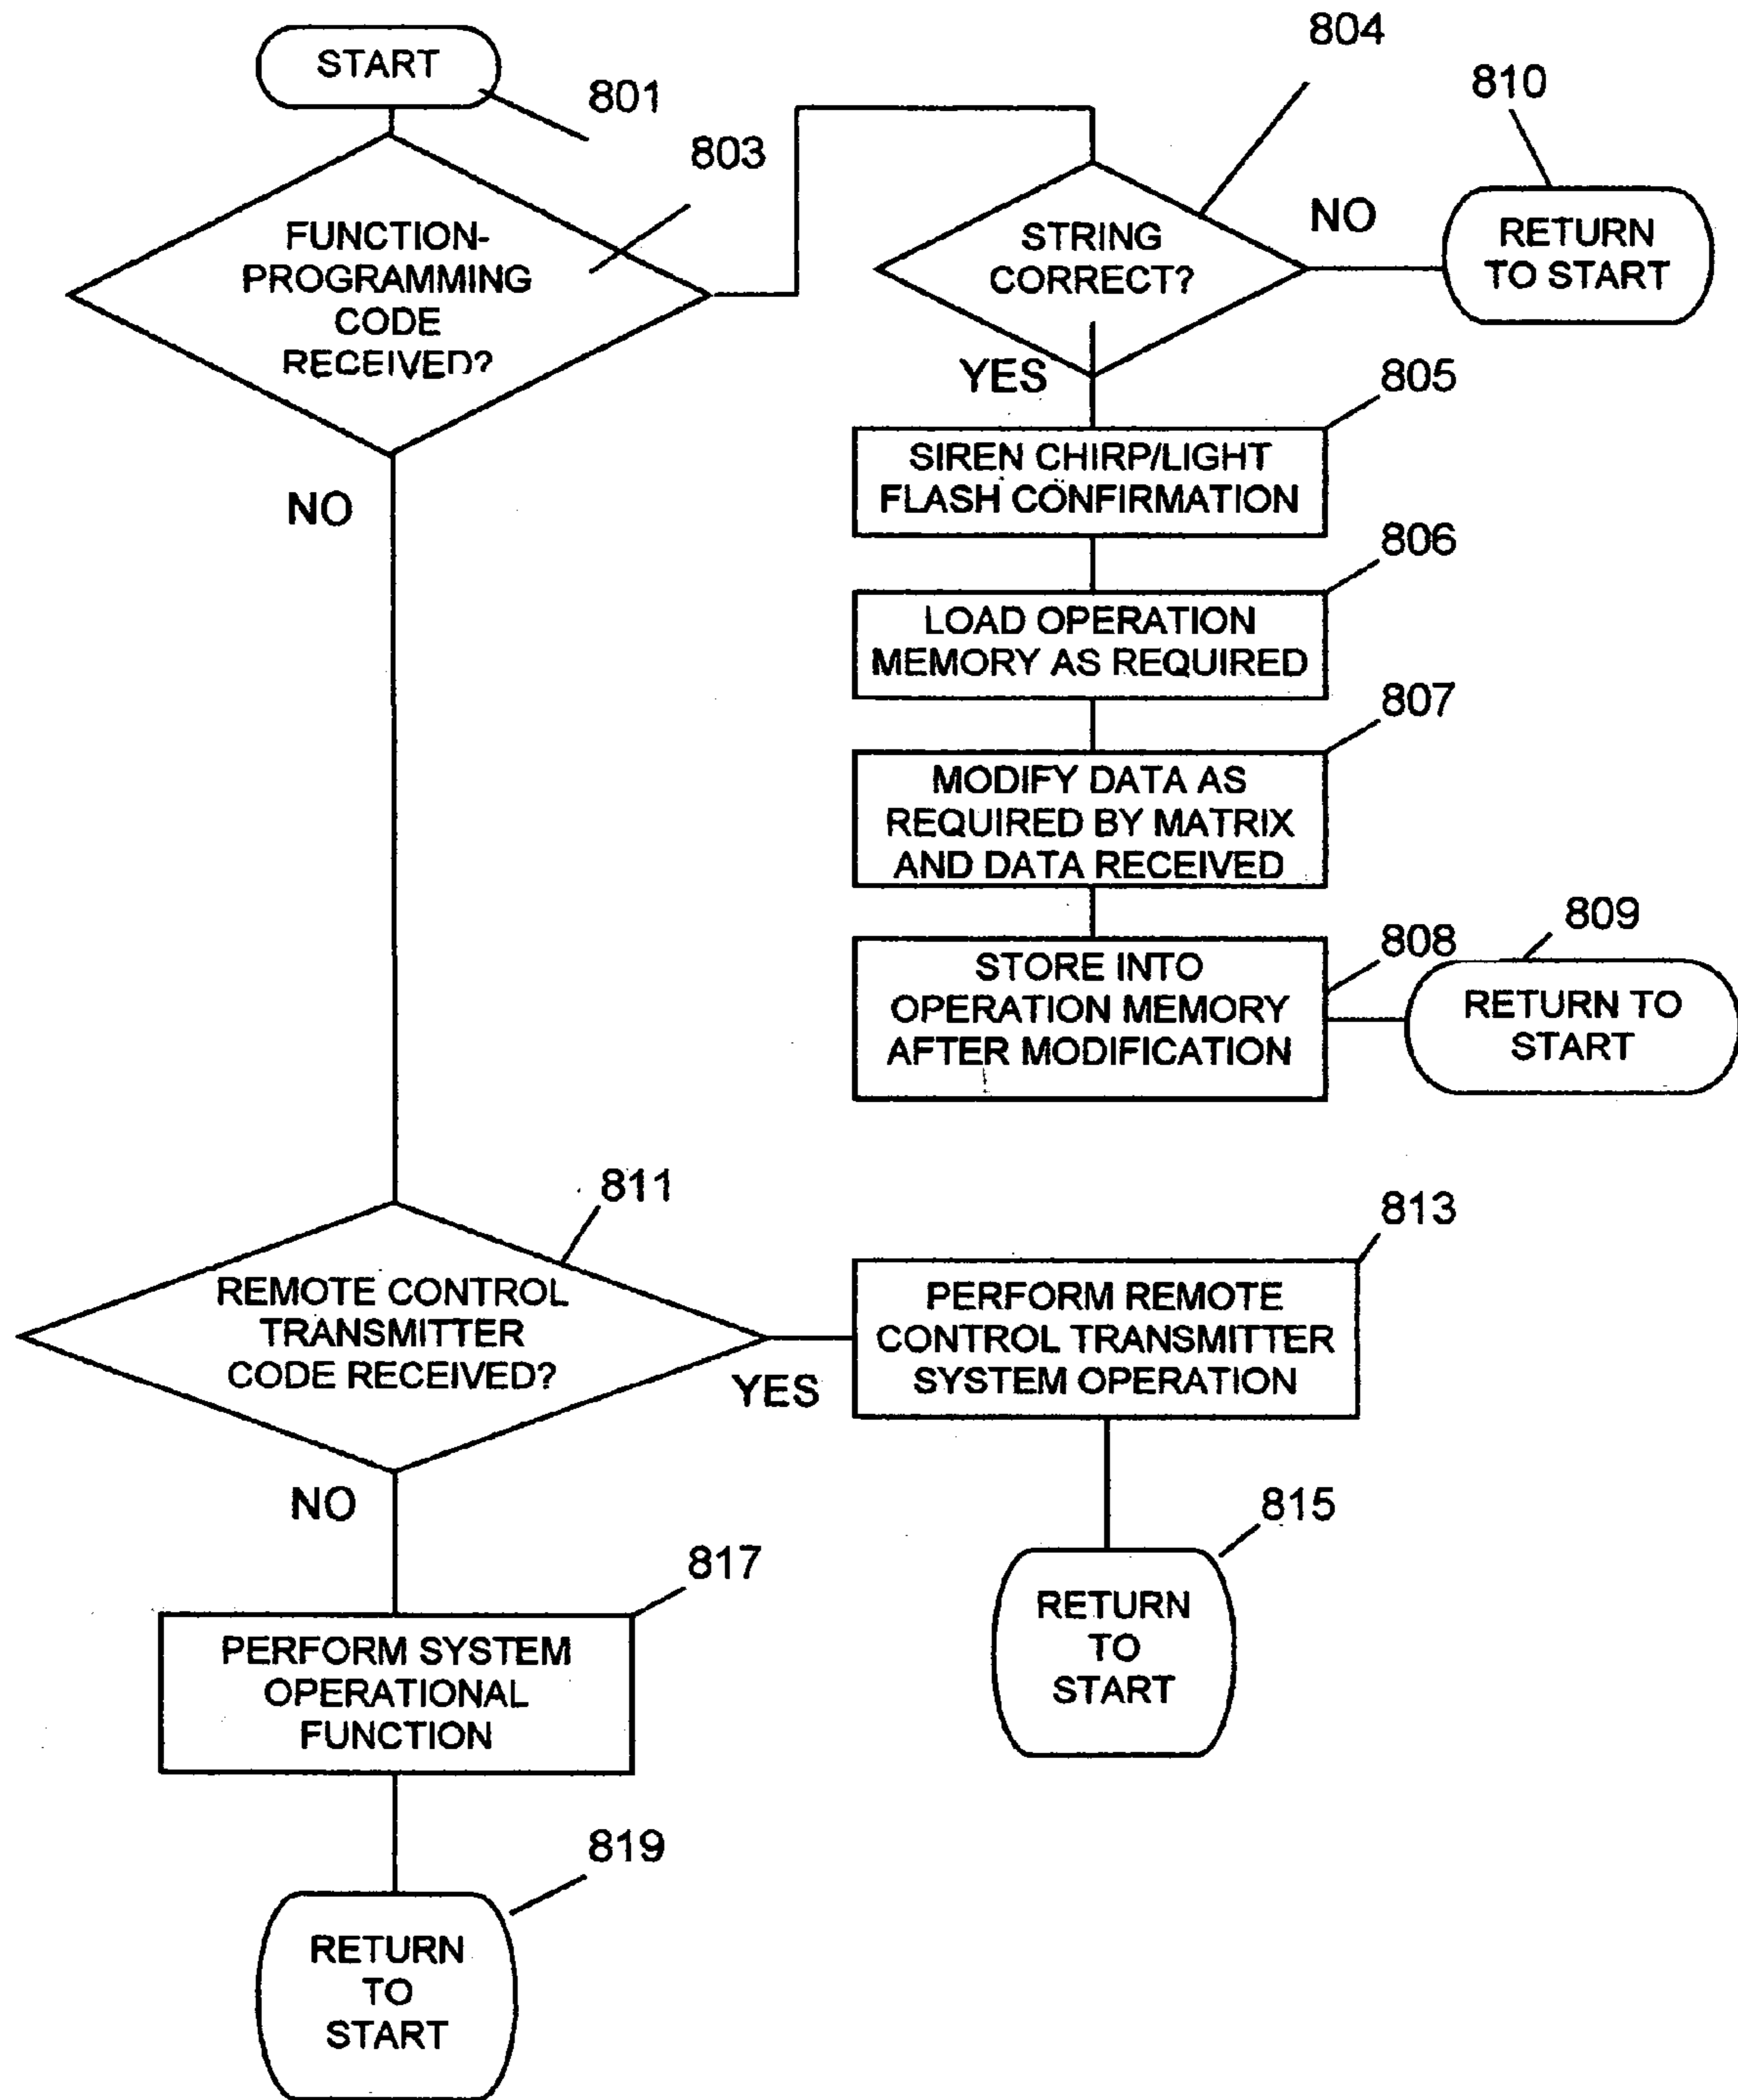 START
801
803
FUNCTION-
PROGRAMMING
CODE
RECEIVED?
NO
804
STRING
CORRECT?
NO
810
RETURN
TO START
YES
805
SIREN CHIRP/LIGHT
FLASH CONFIRMATION
806
LOAD OPERATION
MEMORY AS REQUIRED
807
MODIFY DATA AS
REQUIRED BY MATRIX
AND DATA RECEIVED
808
STORE INTO
OPERATION MEMORY
AFTER MODIFICATION
809
RETURN TO
START
811
REMOTE CONTROL
TRANSMITTER
CODE RECEIVED?
YES
813
PERFORM REMOTE
CONTROL TRANSMITTER
SYSTEM OPERATION
815
RETURN
TO
START
NO
817
PERFORM SYSTEM
OPERATIONAL
FUNCTION
819
RETURN
TO
START